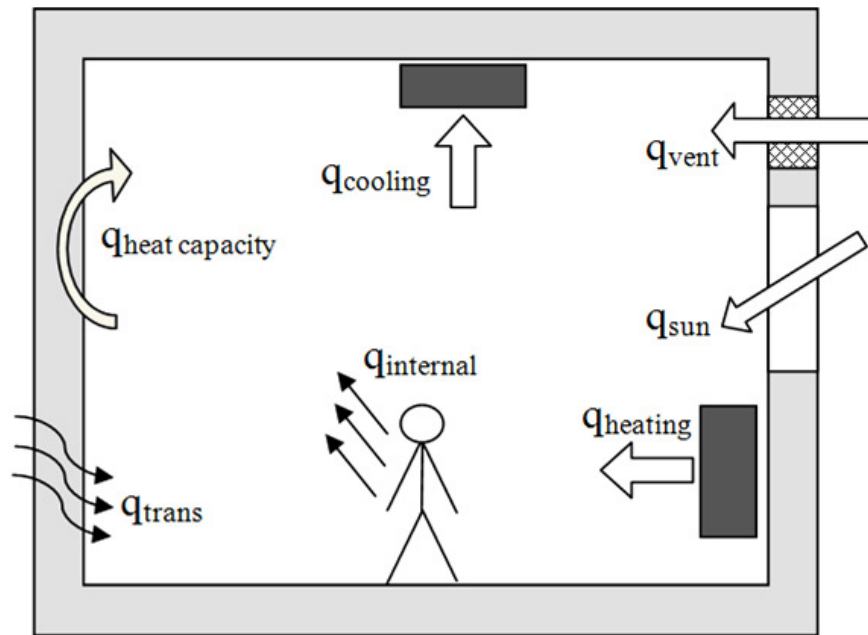 qvent
qcooling
qheat capacity
qsun
qinternal
qheating
qtrans